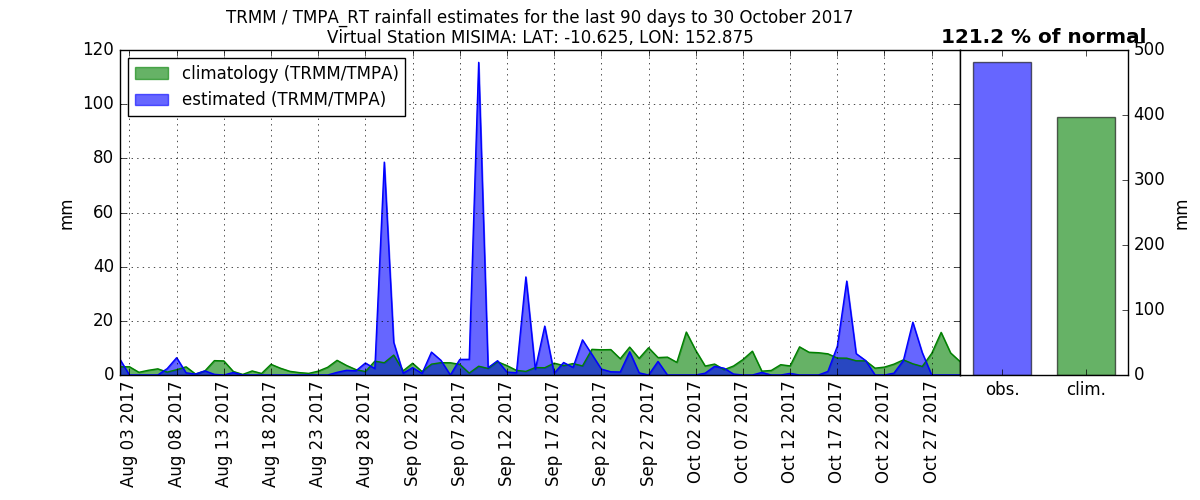 TRMM / TMPA_RT rainfall estimates for the last 90 days to 30 October 2017
Virtual Station MISIMA: LAT: -10.625, LON: 152.875
121.2 % of normal
climatology (TRMM/TMPA)
estimated (TRMM/TMPA)
mm
120
100
80
60
40
20
0
Aug 03 2017
Aug 08 2017
Aug 13 2017
Aug 18 2017
Aug 23 2017
Aug 28 2017
Sep 02 2017
Sep 07 2017
Sep 12 2017
Sep 17 2017
Sep 22 2017
Sep 27 2017
Oct 02 2017
Oct 07 2017
Oct 12 2017
Oct 17 2017
Oct 22 2017
Oct 27 2017
obs.
clim.
500
400
300
200
100
0
mm